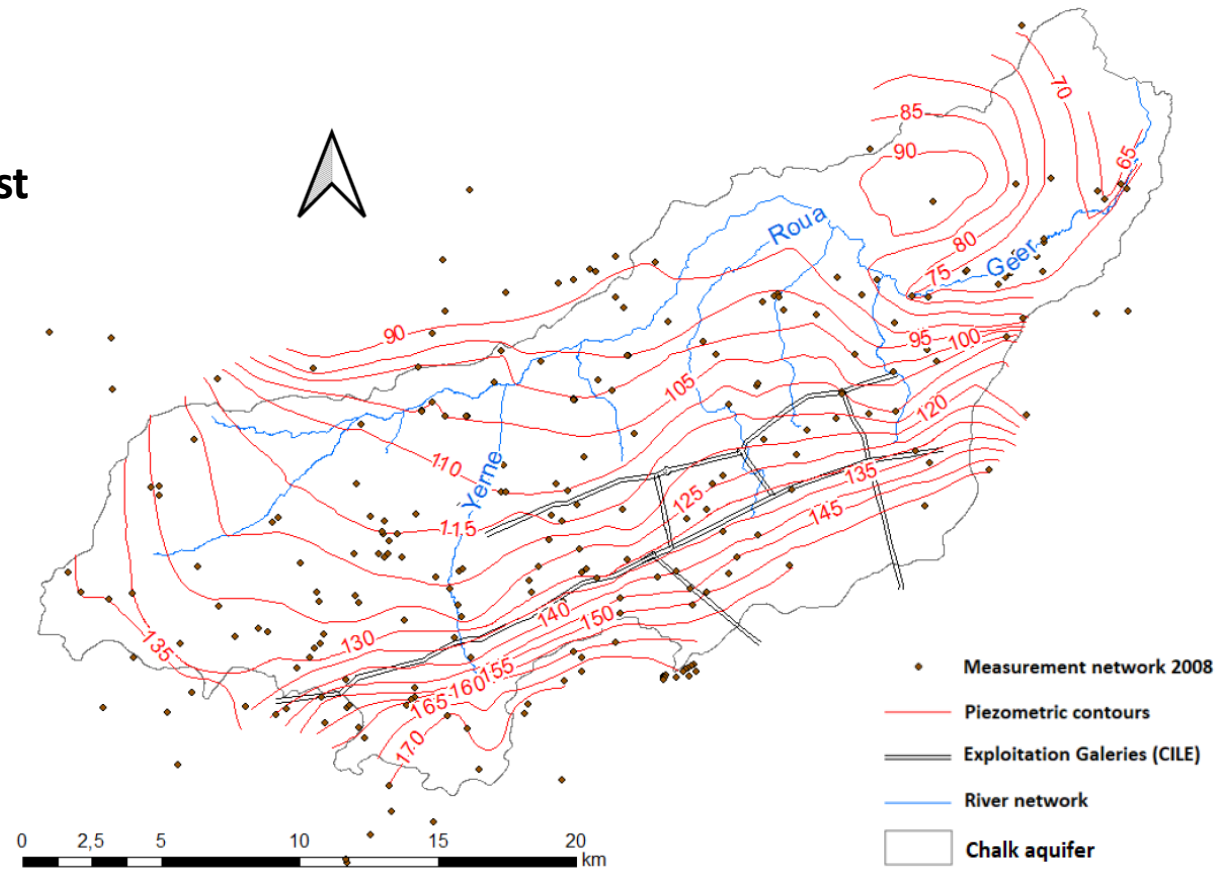 st
70
85
90
65
Roua
80
Geer
75
90
95
100
105
120
110
Yerne
125
135
115
145
140
150
130
135
155
160
165
170
Measurement network 2008
Piezometric contours
Exploitation Galeries (CILE)
River network
Chalk aquifer
0 2,5 5 10 15 20
km